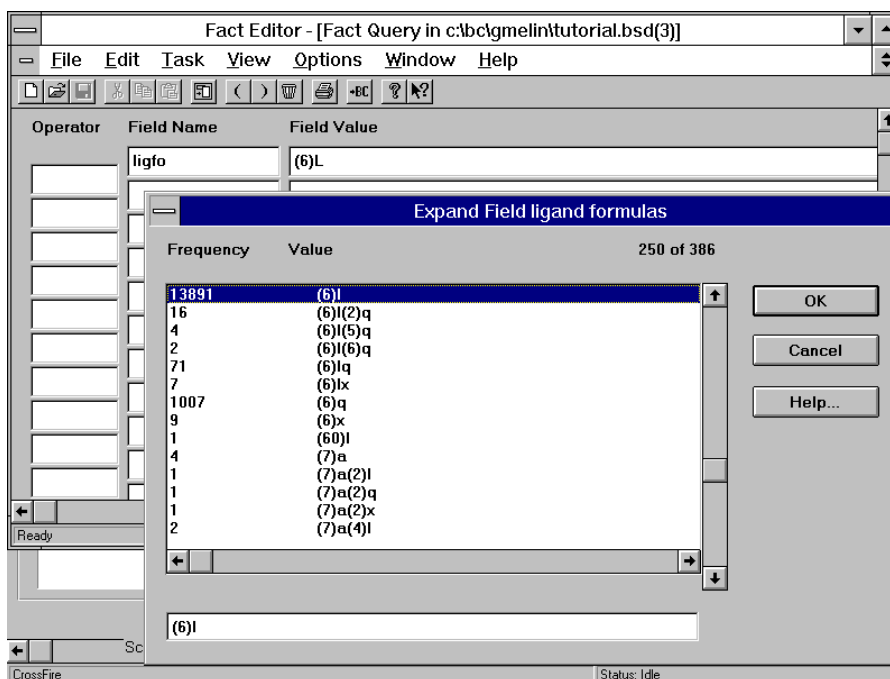 Fact Editor - [Fact Query in c:\bc\gmelin\tutorial.bsd(3)]
File Edit Task View Options Window Help
( ) →BC ? ?
Operator Field Name Field Value
ligfo (6)L
Expand Field ligand formulas
Frequency Value 250 of 386
13891 (6)l
16 (6)l(2)q
4 (6)l(5)q
2 (6)l(6)q
71 (6)lq
7 (6)lx
1007 (6)q
9 (6)x
1 (60)l
4 (7)a
1 (7)a(2)l
1 (7)a(2)q
1 (7)a(2)x
2 (7)a(4)l
OK
Cancel
Help...
Ready
(6)l
Sc
CrossFire Status: Idle